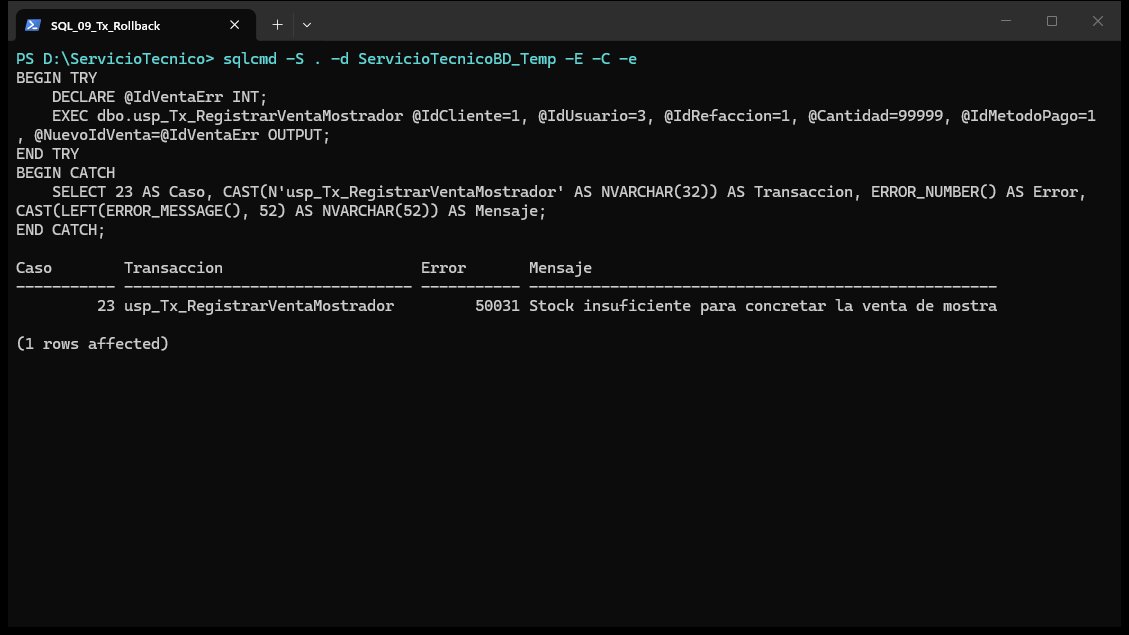 SQL_09_Tx_Rollback
PS D:\ServicioTecnico> sqlcmd -S . -d ServicioTecnicoBD_Temp -E -C -e
BEGIN TRY
    DECLARE @IdVentaErr INT;
    EXEC dbo.usp_Tx_RegistrarVentaMostrador @IdCliente=1, @IdUsuario=3, @IdRefaccion=1, @Cantidad=99999, @IdMetodoPago=1
, @NuevoIdVenta=@IdVentaErr OUTPUT;
END TRY
BEGIN CATCH
    SELECT 23 AS Caso, CAST(N'usp_Tx_RegistrarVentaMostrador' AS NVARCHAR(32)) AS Transaccion, ERROR_NUMBER() AS Error,
CAST(LEFT(ERROR_MESSAGE(), 52) AS NVARCHAR(52)) AS Mensaje;
END CATCH;
Caso        Transaccion                      Error       Mensaje
----------- -------------------------------- ----------- ----------------------------------------------------
         23 usp_Tx_RegistrarVentaMostrador         50031 Stock insuficiente para concretar la venta de mostra
(1 rows affected)